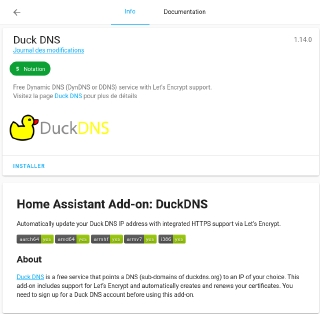 Info
Documentation
Duck DNS
1.14.0
Journal des modifications
5 Notation
Free Dynamic DNS (DynDNS or DDNS) service with Let's Encrypt support.
Visitez la page Duck DNS pour plus de détails
DuckDNS
INSTALLER
Home Assistant Add-on: DuckDNS
Automatically update your Duck DNS IP address with integrated HTTPS support via Let's Encrypt.
aarch64 yes amd64 yes armhf yes armv7 yes i386 yes
About
Duck DNS is a free service that points a DNS (sub-domains of duckdns.org) to an IP of your choice. This
add-on includes support for Let's Encrypt and automatically creates and renews your certificates. You
need to sign up for a Duck DNS account before using this add-on.